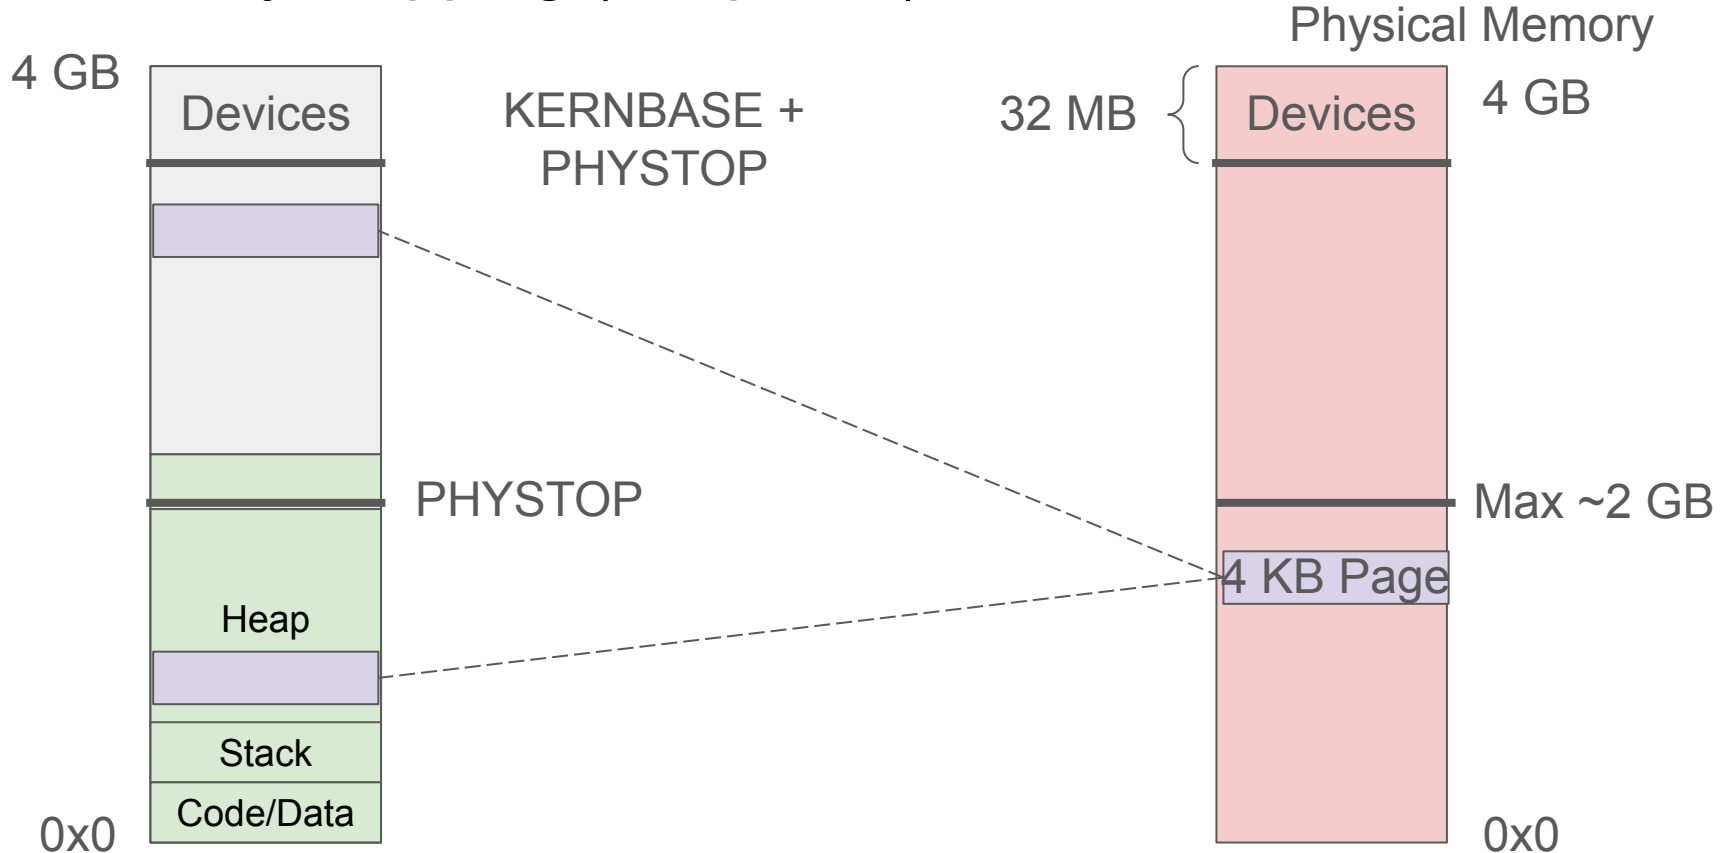 Physical Memory
4 GB
Devices
KERNBASE +
PHYSTOP
32 MB
Devices
4 GB
PHYSTOP
Max ~2 GB
4 KB Page
Heap
Stack
Code/Data
0x0
0x0